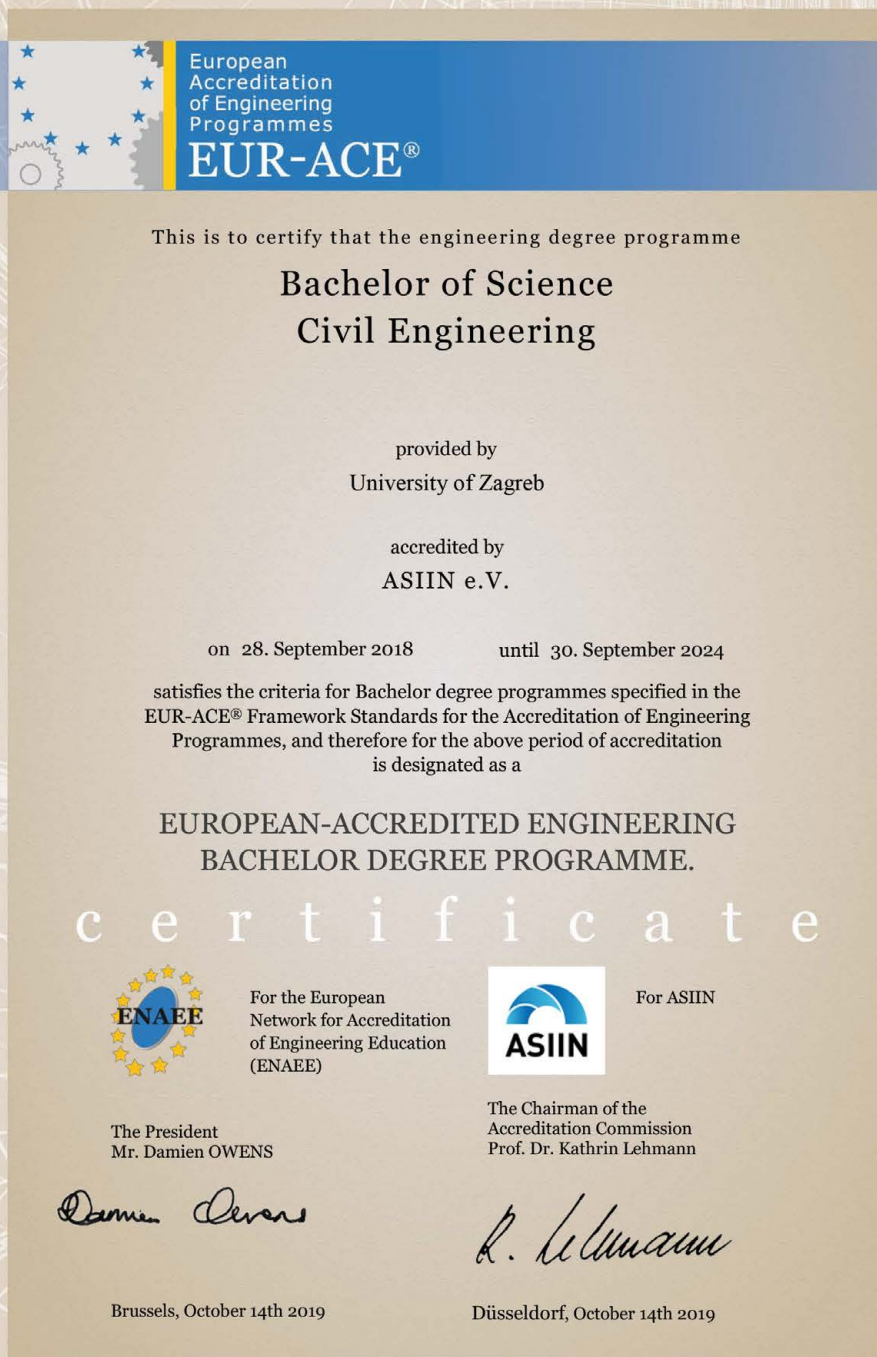 European
Accreditation
of Engineering
Programmes
EUR-ACE®
This is to certify that the engineering degree programme
Bachelor of Science
Civil Engineering
provided by
University of Zagreb
accredited by
ASIIN e.V.
on 28. September 2018 until 30. September 2024
satisfies the criteria for Bachelor degree programmes specified in the
EUR-ACE® Framework Standards for the Accreditation of Engineering
Programmes, and therefore for the above period of accreditation
is designated as a
EUROPEAN-ACCREDITED ENGINEERING
BACHELOR DEGREE PROGRAMME.
certificate
ENAEE
For the European
Network for Accreditation
of Engineering Education
(ENAEE)
The President
Mr. Damien OWENS
Damien Owens
Brussels, October 14th 2019
ASIIN
For ASIIN
The Chairman of the
Accreditation Commission
Prof. Dr. Kathrin Lehmann
K. Lehmann
Düsseldorf, October 14th 2019